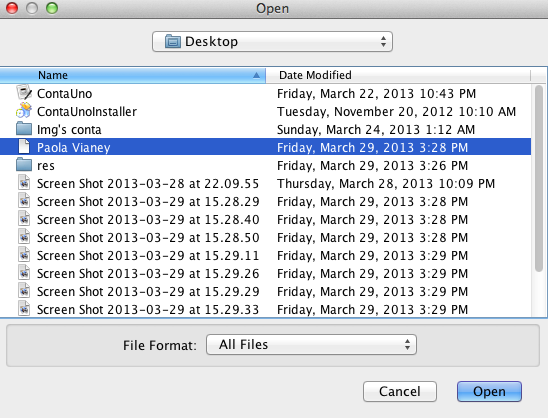 Open
Desktop
Name Date Modified
ContaUno Friday, March 22, 2013 10:43 PM
ContaUnoInstaller Tuesday, November 20, 2012 10:10 AM
Img's conta Sunday, March 24, 2013 1:12 AM
Paola Vianey Friday, March 29, 2013 3:28 PM
res Friday, March 29, 2013 3:26 PM
Screen Shot 2013-03-28 at 22.09.55 Thursday, March 28, 2013 10:09 PM
Screen Shot 2013-03-29 at 15.28.29 Friday, March 29, 2013 3:28 PM
Screen Shot 2013-03-29 at 15.28.40 Friday, March 29, 2013 3:28 PM
Screen Shot 2013-03-29 at 15.28.50 Friday, March 29, 2013 3:28 PM
Screen Shot 2013-03-29 at 15.29.11 Friday, March 29, 2013 3:29 PM
Screen Shot 2013-03-29 at 15.29.26 Friday, March 29, 2013 3:29 PM
Screen Shot 2013-03-29 at 15.29.29 Friday, March 29, 2013 3:29 PM
Screen Shot 2013-03-29 at 15.29.33 Friday, March 29, 2013 3:29 PM
File Format: All Files
Cancel Open